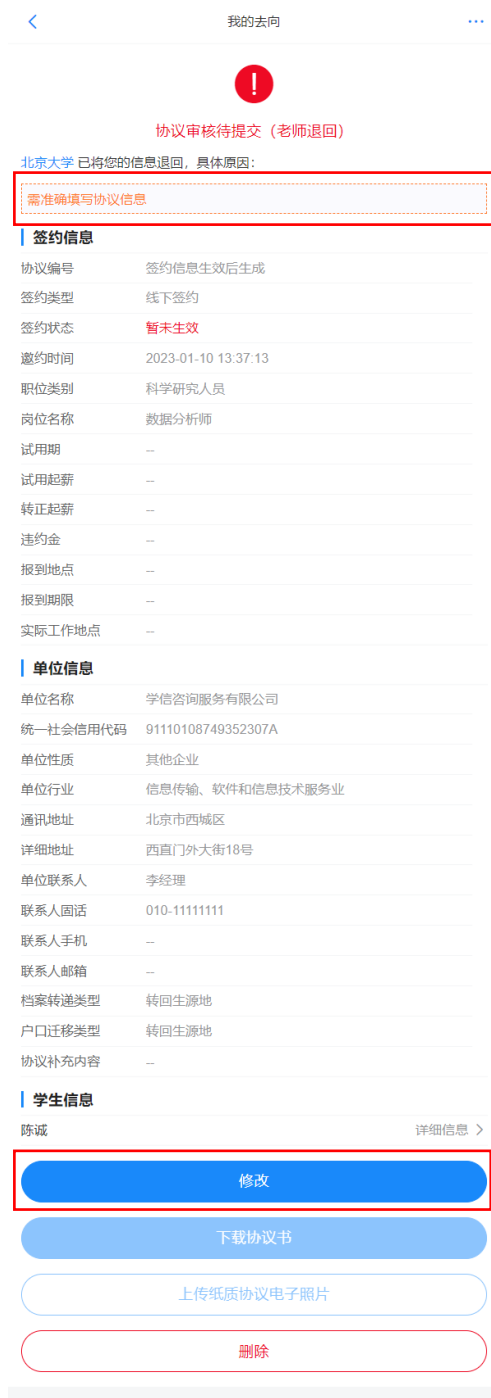 我的去向
协议审核待提交（老师退回）
北京大学 已将您的信息退回，具体原因：
需准确填写协议信息
签约信息
协议编号 签约信息生效后生成
签约类型 线下签约
签约状态 暂未生效
邀约时间 2023-01-10 13:37:13
职位类别 科学研究人员
岗位名称 数据分析师
试用期 --
试用起薪 --
转正起薪 --
违约金 --
报到地点 --
报到期限 --
实际工作地点 --
单位信息
单位名称 学信咨询服务有限公司
统一社会信用代码 91110108749352307A
单位性质 其他企业
单位行业 信息传输、软件和信息技术服务业
通讯地址 北京市西城区
详细地址 西直门外大街18号
单位联系人 李经理
联系人固话 010-11111111
联系人手机 --
联系人邮箱 --
档案转递类型 转回生源地
户口迁移类型 转回生源地
协议补充内容 --
学生信息
陈诚 详细信息
修改
下载协议书
上传纸质协议电子照片
删除